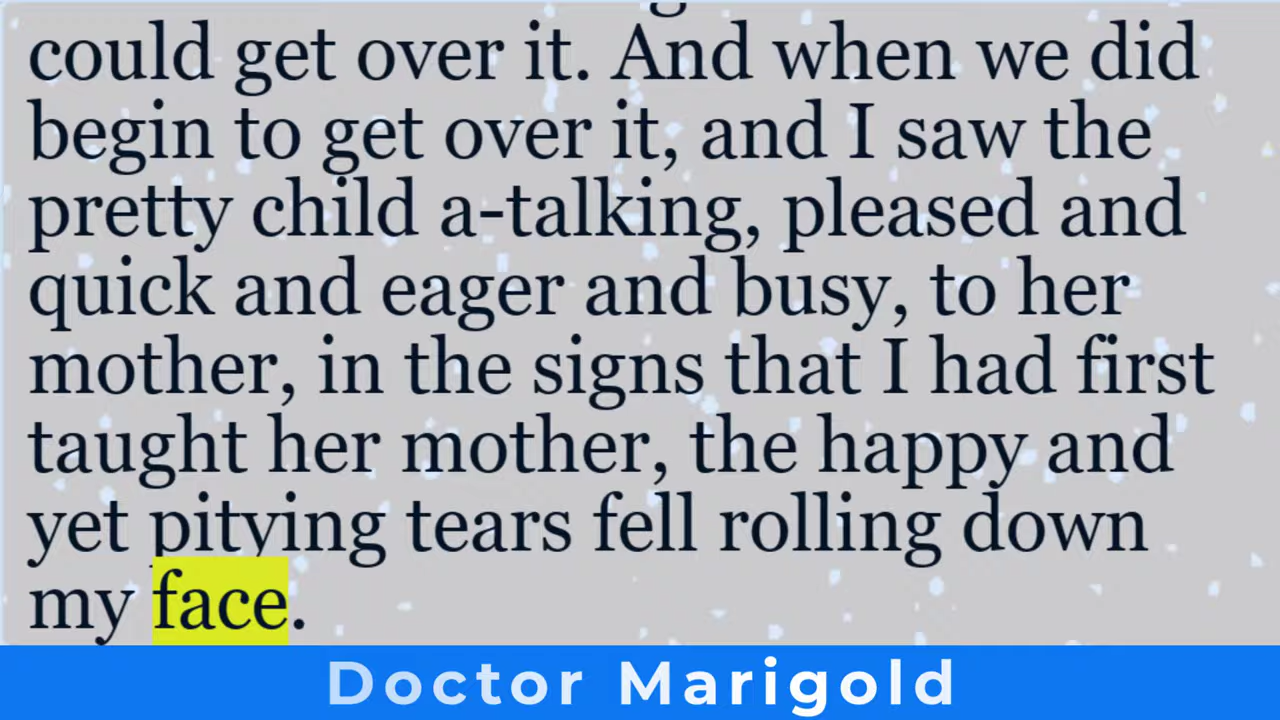 could get over it. And when we did
begin to get over it, and I saw the
pretty child a-talking, pleased and
quick and eager and busy, to her
mother, in the signs that I had first
taught her mother, the happy and
yet pitying tears fell rolling down
my face.
Doctor Marigold